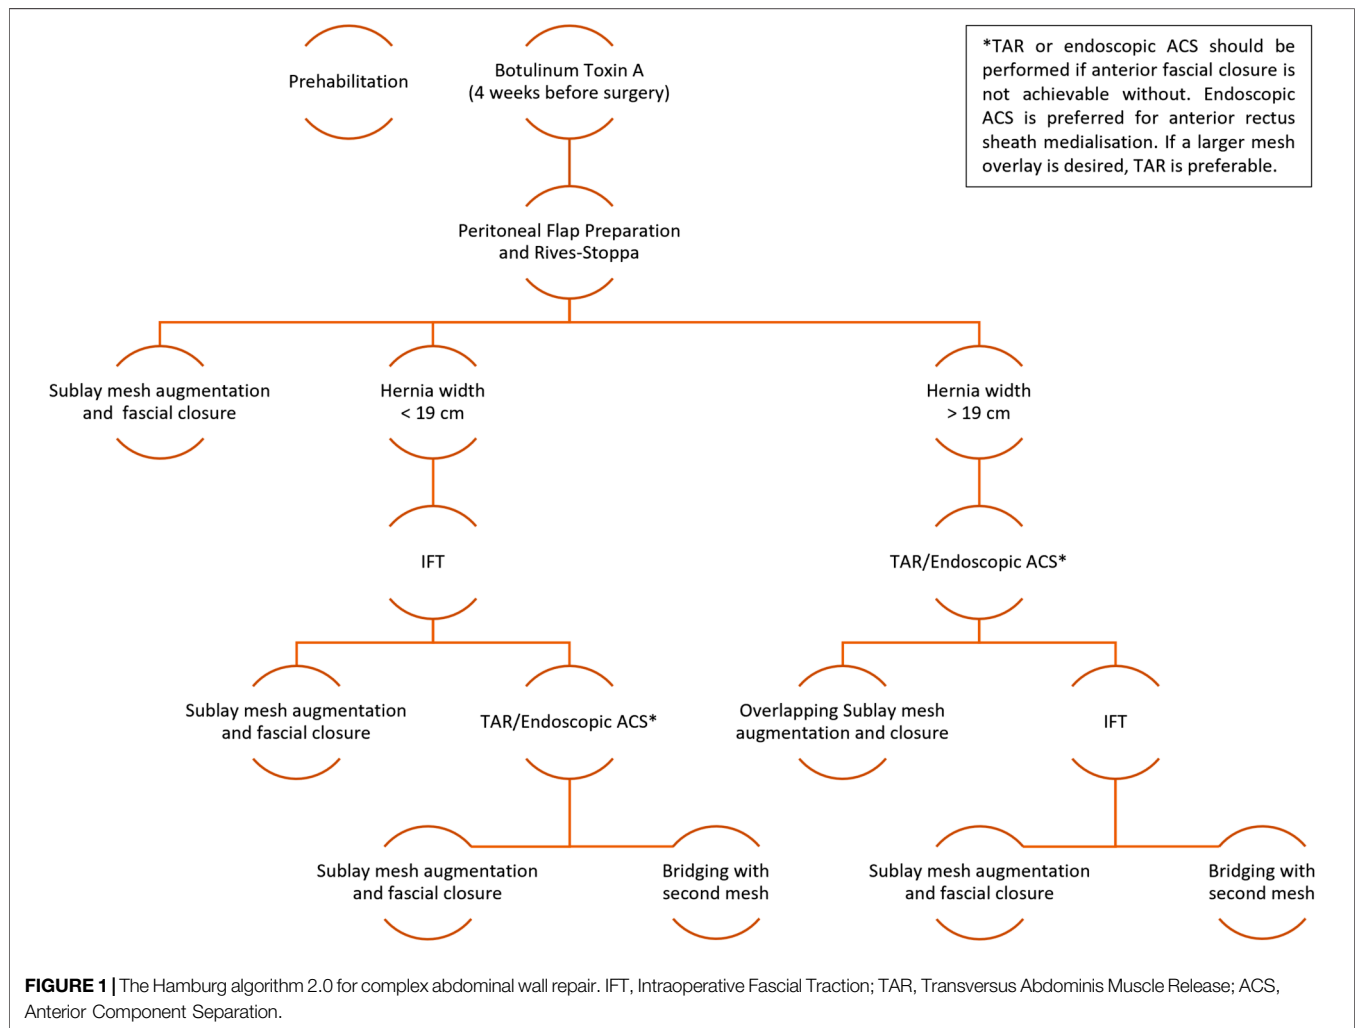 Prehabilitation
Botulinum Toxin A
(4 weeks before surgery)
*TAR or endoscopic ACS should be
performed if anterior fascial closure is
not achievable without. Endoscopic
ACS is preferred for anterior rectus
sheath medialisation. If a larger mesh
overlay is desired, TAR is preferable.
Peritoneal Flap Preparation
and Rives-Stoppa
Sublay mesh augmentation
and fascial closure
Hernia width
< 19 cm
Hernia width
> 19 cm
IFT
TAR/Endoscopic ACS*
Sublay mesh augmentation
and fascial closure
TAR/Endoscopic ACS*
Overlapping Sublay mesh
augmentation and closure
IFT
Sublay mesh augmentation
and fascial closure
Bridging with
second mesh
Sublay mesh augmentation
and fascial closure
Bridging with
second mesh
FIGURE 1 | The Hamburg algorithm 2.0 for complex abdominal wall repair. IFT, Intraoperative Fascial Traction; TAR, Transversus Abdominis Muscle Release; ACS,
Anterior Component Separation.